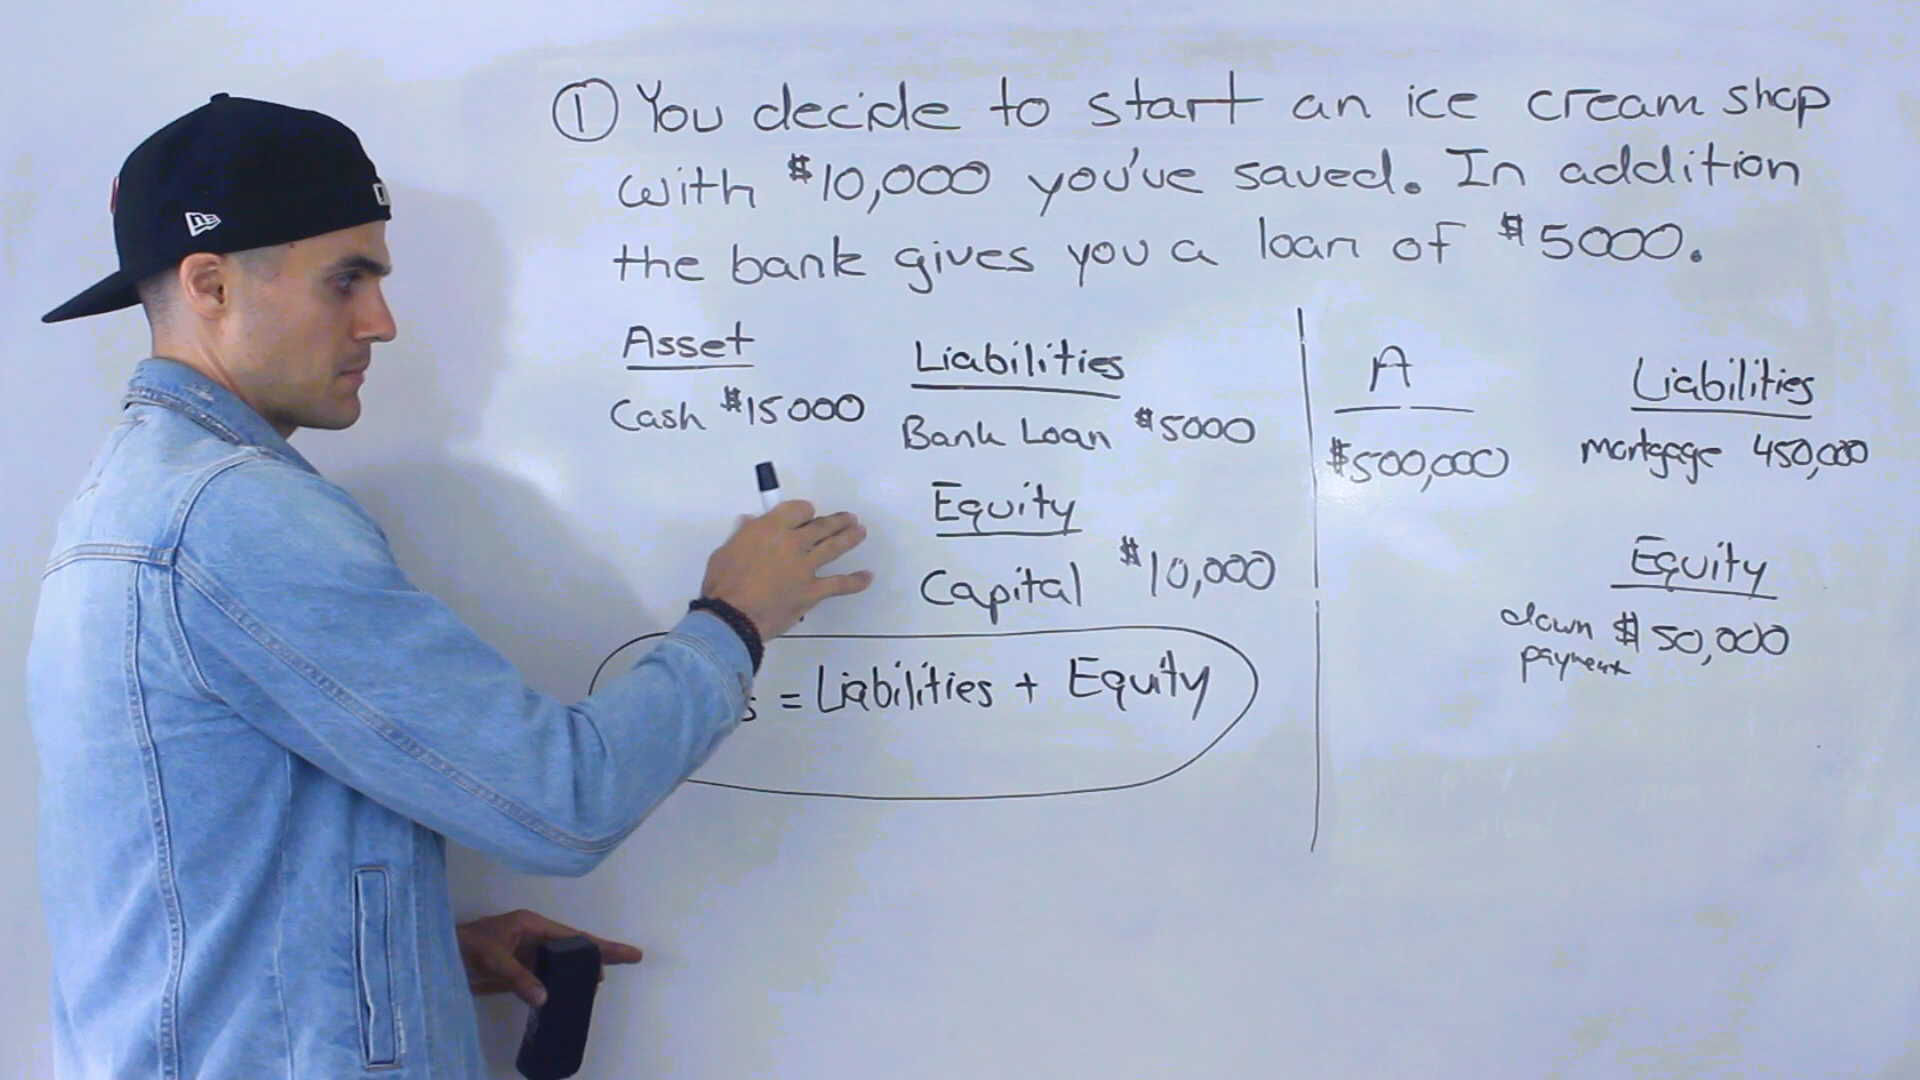 ① You decide to start an ice cream shop
with $10,000 you've saved. In addition
the bank gives you a loan of $5000.
Asset
Cash $15000
Liabilities
Bank Loan $5000
Equity
Capital $10,000
s = Liabilities + Equity
A
$500,000
Liabilities
mortgage 450,000
Equity
down $50,000
payment